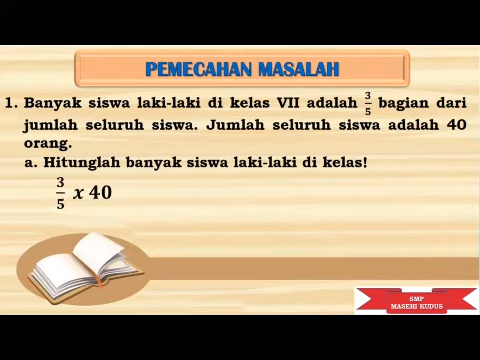 PEMECAHAN MASALAH
1. Banyak siswa laki-laki di kelas VII adalah 3/5 bagian dari
jumlah seluruh siswa. Jumlah seluruh siswa adalah 40
orang.
a. Hitunglah banyak siswa laki-laki di kelas!
3/5 x 40
SMP
MASEHI KUDUS